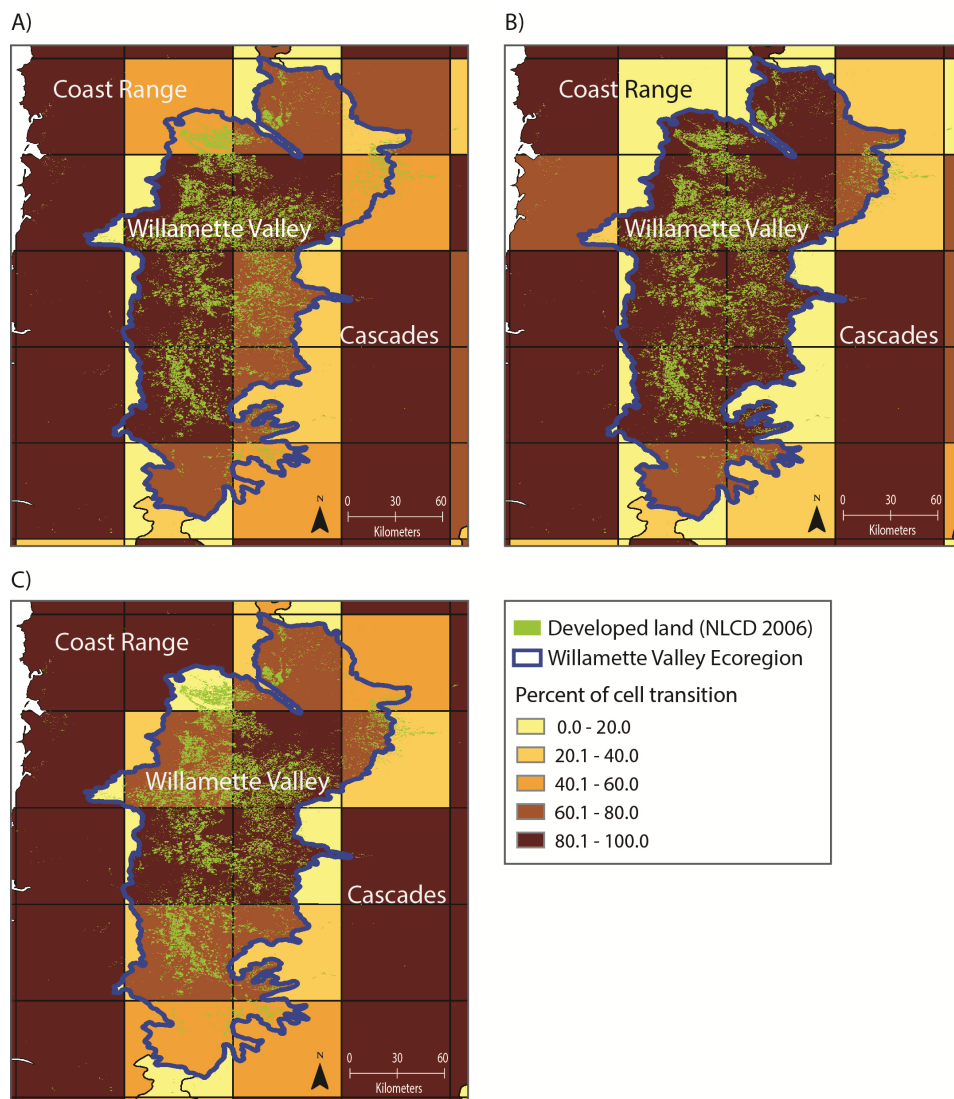 A)
Coast Range
Willamette Valley
Cascades
N
0 30 60
Kilometers
B)
Coast Range
Willamette Valley
Cascades
N
0 30 60
Kilometers
C)
Coast Range
Willamette Valley
Cascades
N
0 30 60
Kilometers
Developed land (NLCD 2006)
Willamette Valley Ecoregion
Percent of cell transition
0.0 - 20.0
20.1 - 40.0
40.1 - 60.0
60.1 - 80.0
80.1 - 100.0